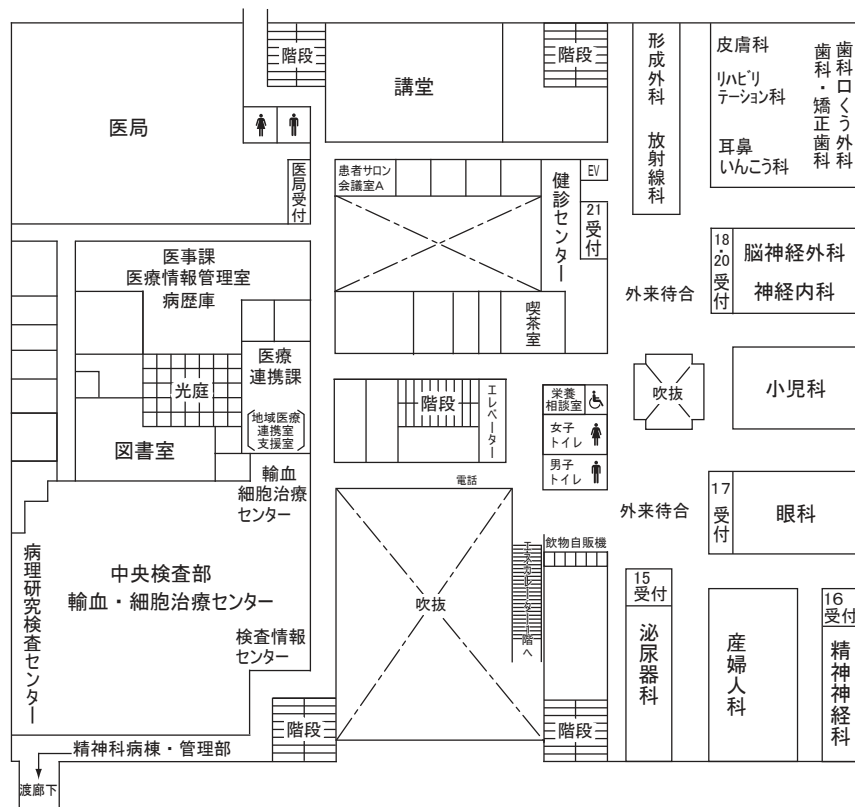 階段
階段
講堂
医局
医局受付
患者サロン
会議室A
健診センター
EV
21
受付
形成外科
放射線科
皮膚科
リハビリ
テーション科
耳鼻
いんこう科
歯科口くう外科
歯科・矯正歯科
医事課
医療情報管理室
病歴庫
喫茶室
外来待合
18・20
受付
脳神経外科
神経内科
光庭
医療
連携課
地域医療
連携室
支援室
階段
エレベーター
栄養
相談室
女子
トイレ
男子
トイレ
吹抜
小児科
図書室
輸血
細胞治療
センター
電話
外来待合
17
受付
眼科
中央検査部
輸血・細胞治療センター
病理研究検査センター
検査情報
センター
吹抜
エスカレーター1階へ
飲物自販機
15
受付
泌尿器科
産婦人科
16
受付
精神神経科
階段
階段
精神科病棟・管理部
渡廊下